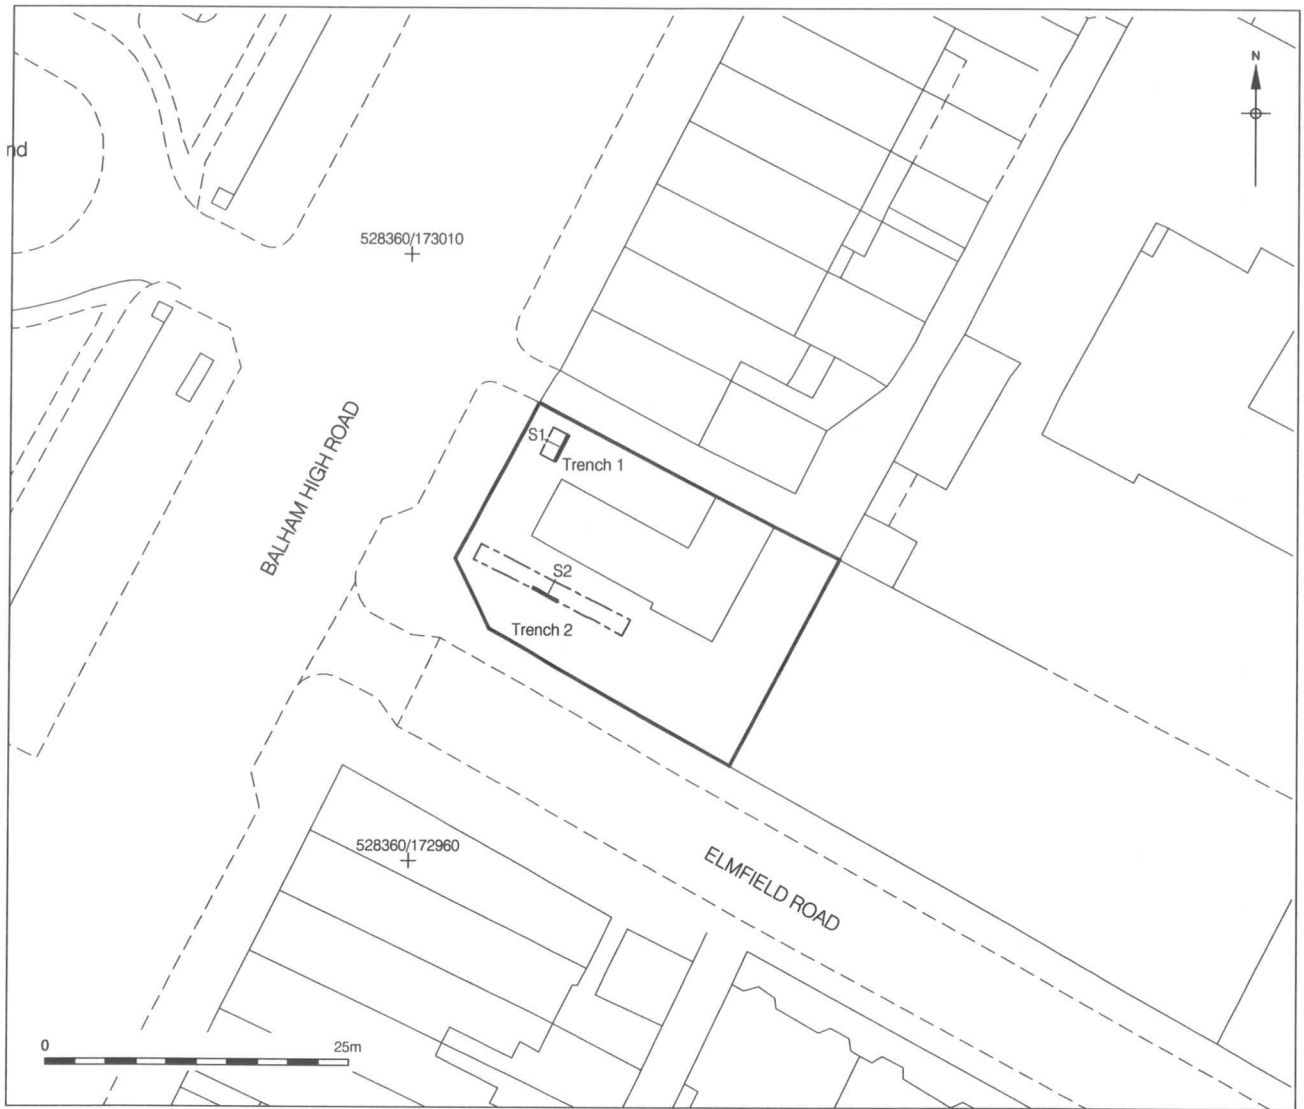 N
nd
528360/173010
S1
Trench 1
BALHAM HIGH ROAD
S2
Trench 2
528360/172960
ELMFIELD ROAD
0
25m